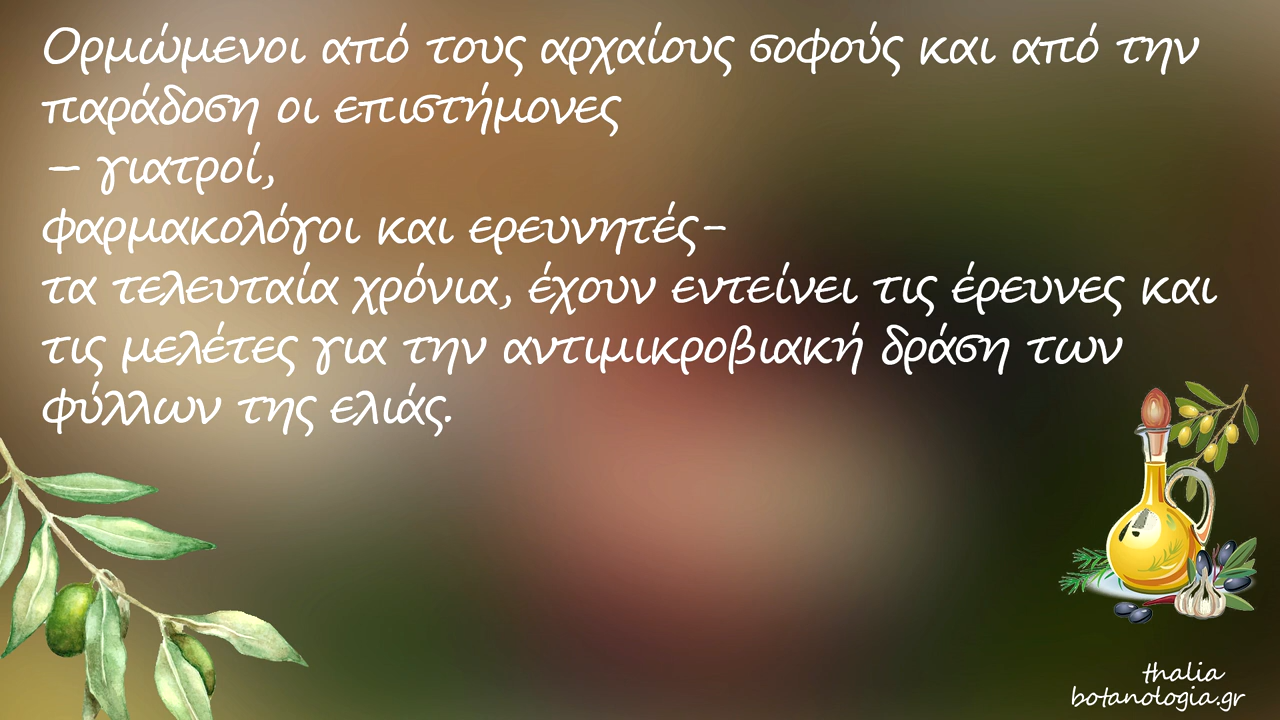 Ορμώμενοι από τους αρχαίους σοφούς και από την
παράδοση οι επιστήμονες
– γιατροί,
φαρμακολόγοι και ερευνητές-
τα τελευταία χρόνια, έχουν εντείνει τις έρευνες και
τις μελέτες για την αντιμικροβιακή δράση των
φύλλων της ελιάς.
thalia
botanologia.gr